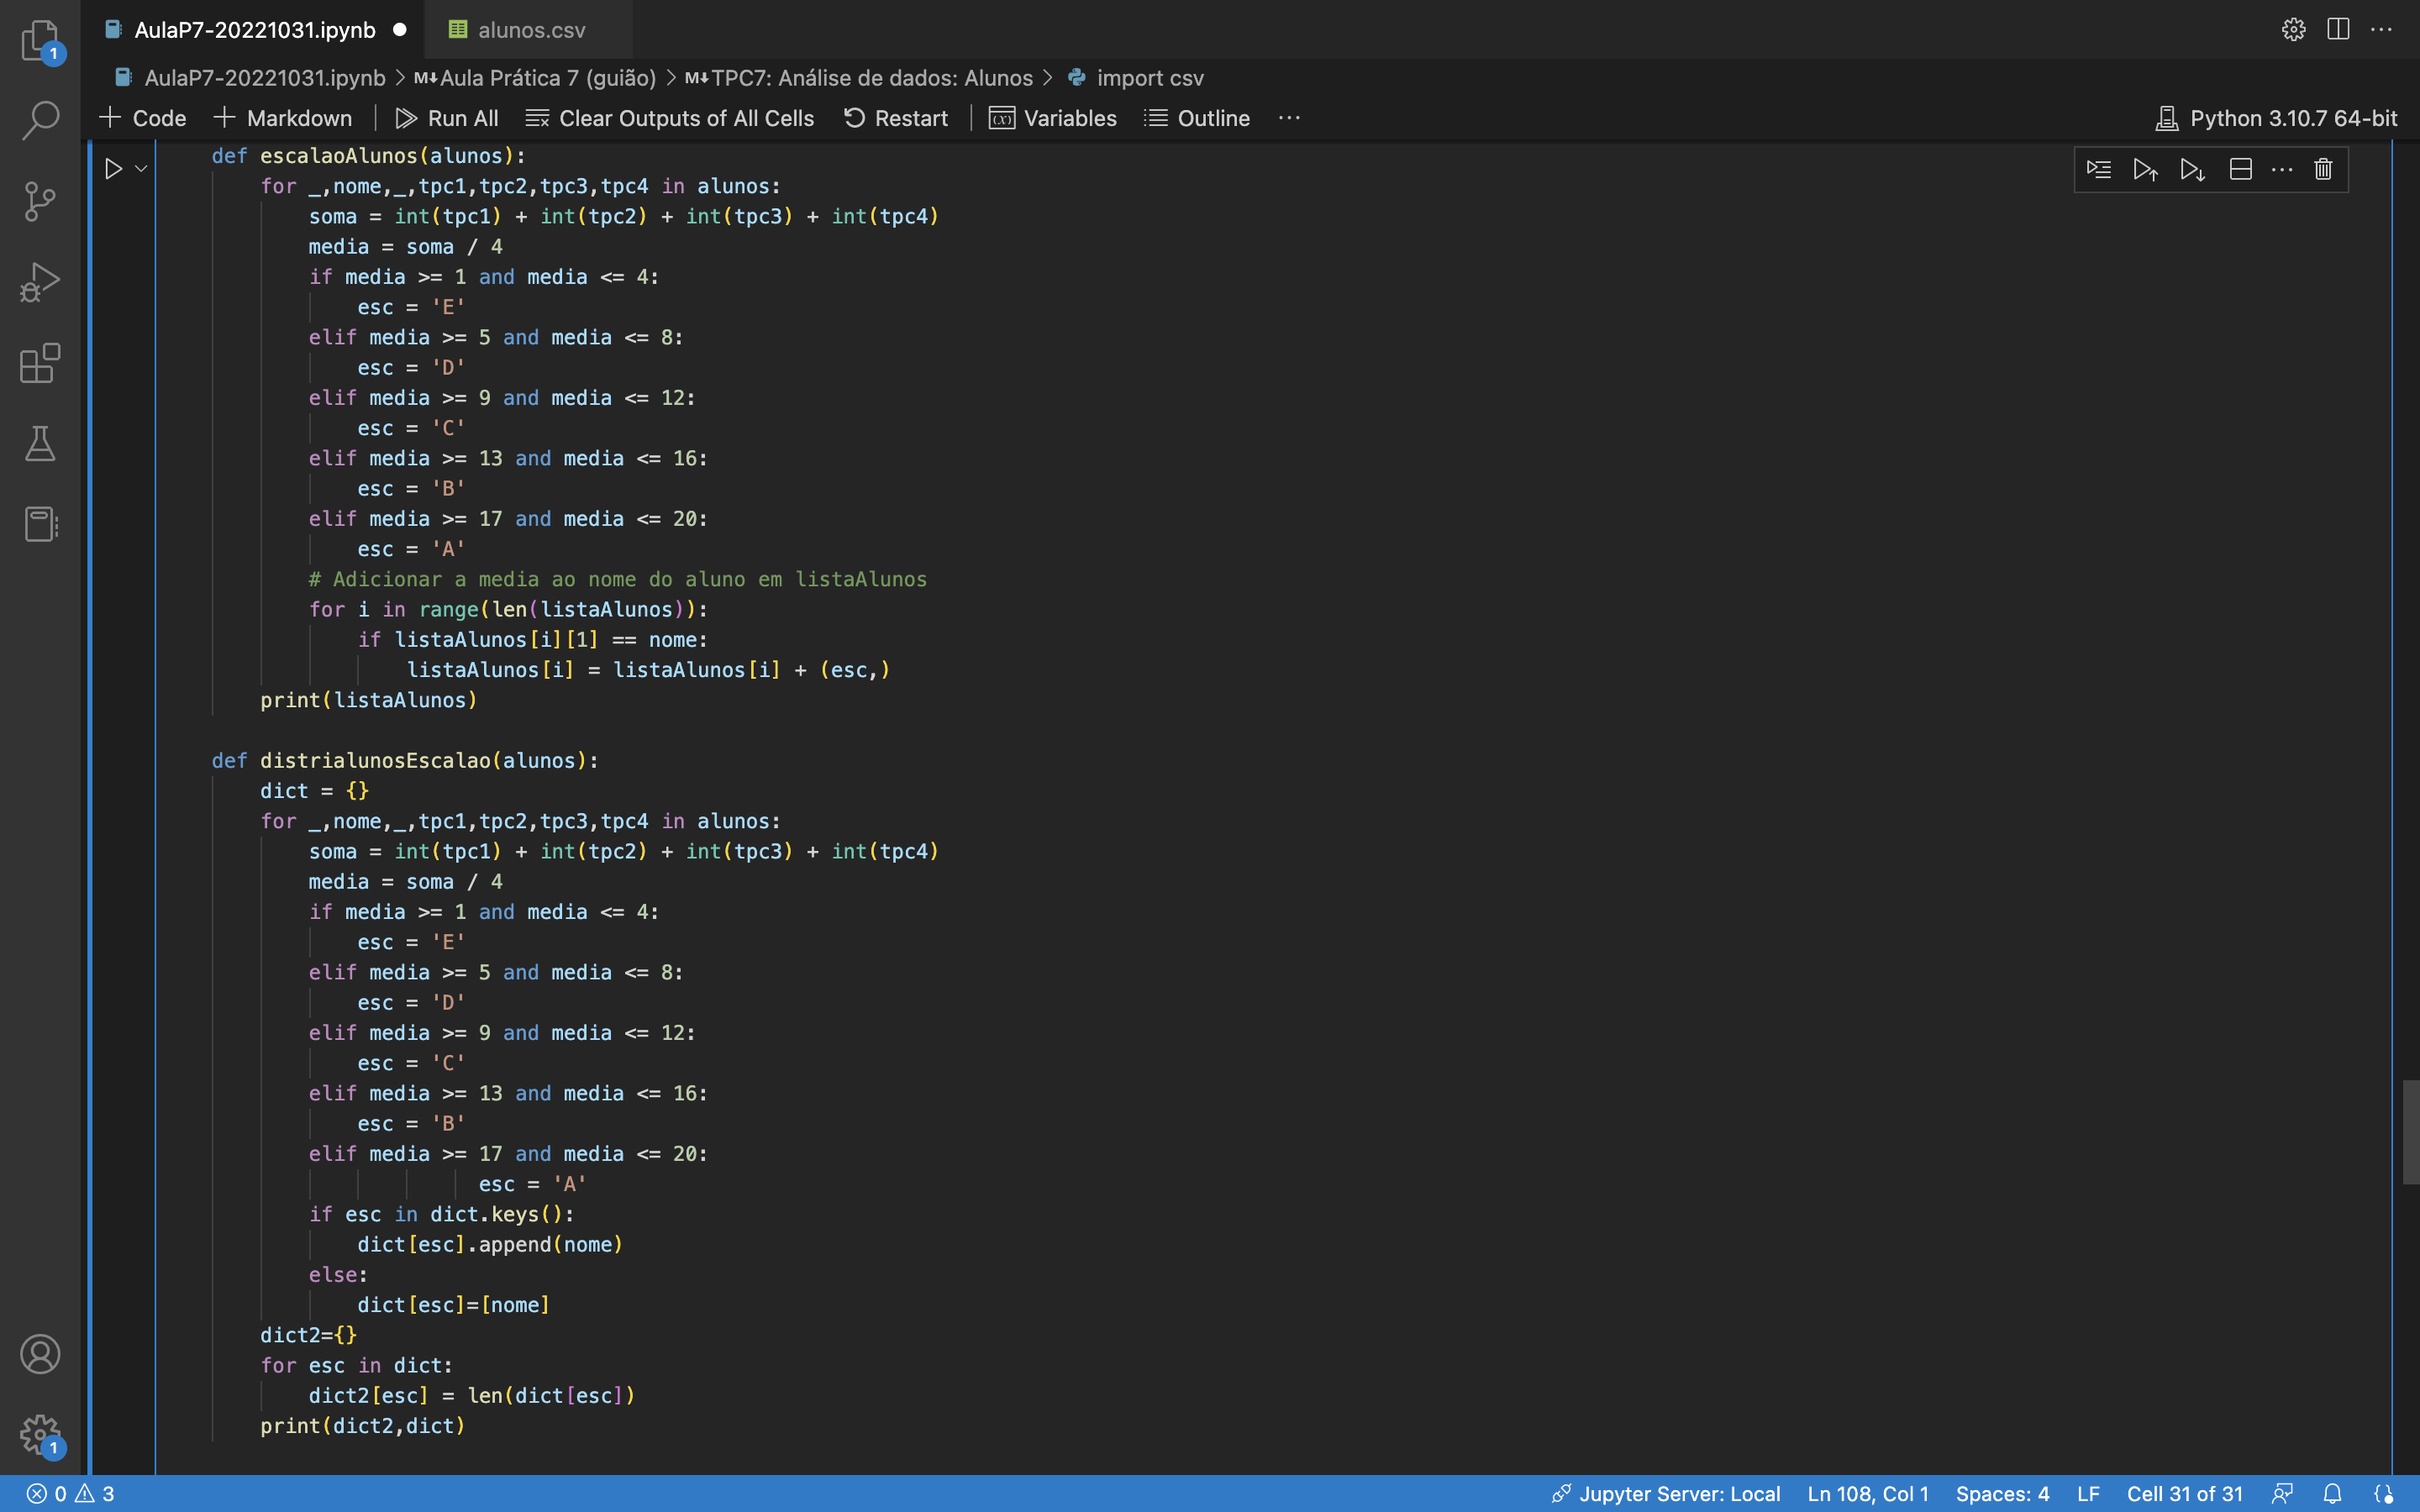 AulaP7-20221031.ipynb ● alunos.csv
1
AulaP7-20221031.ipynb > M↓Aula Prática 7 (guião) > M↓TPC7: Análise de dados: Alunos > import csv
+ Code + Markdown | Run All Clear Outputs of All Cells Restart | Variables Outline ··· Python 3.10.7 64-bit
def escalaoAlunos(alunos):
    for _,nome,_,tpc1,tpc2,tpc3,tpc4 in alunos:
        soma = int(tpc1) + int(tpc2) + int(tpc3) + int(tpc4)
        media = soma / 4
        if media >= 1 and media <= 4:
            esc = 'E'
        elif media >= 5 and media <= 8:
            esc = 'D'
        elif media >= 9 and media <= 12:
            esc = 'C'
        elif media >= 13 and media <= 16:
            esc = 'B'
        elif media >= 17 and media <= 20:
            esc = 'A'
        # Adicionar a media ao nome do aluno em listaAlunos
        for i in range(len(listaAlunos)):
            if listaAlunos[i][1] == nome:
                listaAlunos[i] = listaAlunos[i] + (esc,)
    print(listaAlunos)

def distrialunosEscalao(alunos):
    dict = {}
    for _,nome,_,tpc1,tpc2,tpc3,tpc4 in alunos:
        soma = int(tpc1) + int(tpc2) + int(tpc3) + int(tpc4)
        media = soma / 4
        if media >= 1 and media <= 4:
            esc = 'E'
        elif media >= 5 and media <= 8:
            esc = 'D'
        elif media >= 9 and media <= 12:
            esc = 'C'
        elif media >= 13 and media <= 16:
            esc = 'B'
        elif media >= 17 and media <= 20:
                      esc = 'A'
        if esc in dict.keys():
            dict[esc].append(nome)
        else:
            dict[esc]=[nome]
    dict2={}
    for esc in dict:
        dict2[esc] = len(dict[esc])
    print(dict2,dict)
1
0 3 Jupyter Server: Local Ln 108, Col 1 Spaces: 4 LF Cell 31 of 31